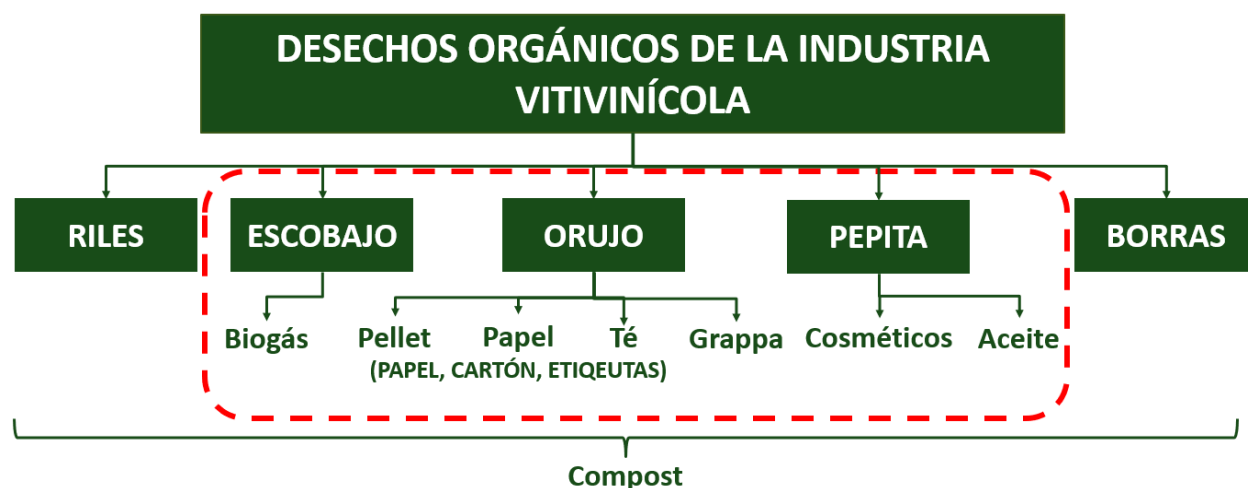 DESECHOS ORGÁNICOS DE LA INDUSTRIA
VITIVINÍCOLA
RILES
ESCOBAJO
ORUJO
PEPITA
BORRAS
Biogás
Pellet
Papel
Té
Grappa
Cosméticos
Aceite
(PAPEL, CARTÓN, ETIQEUTAS)
Compost